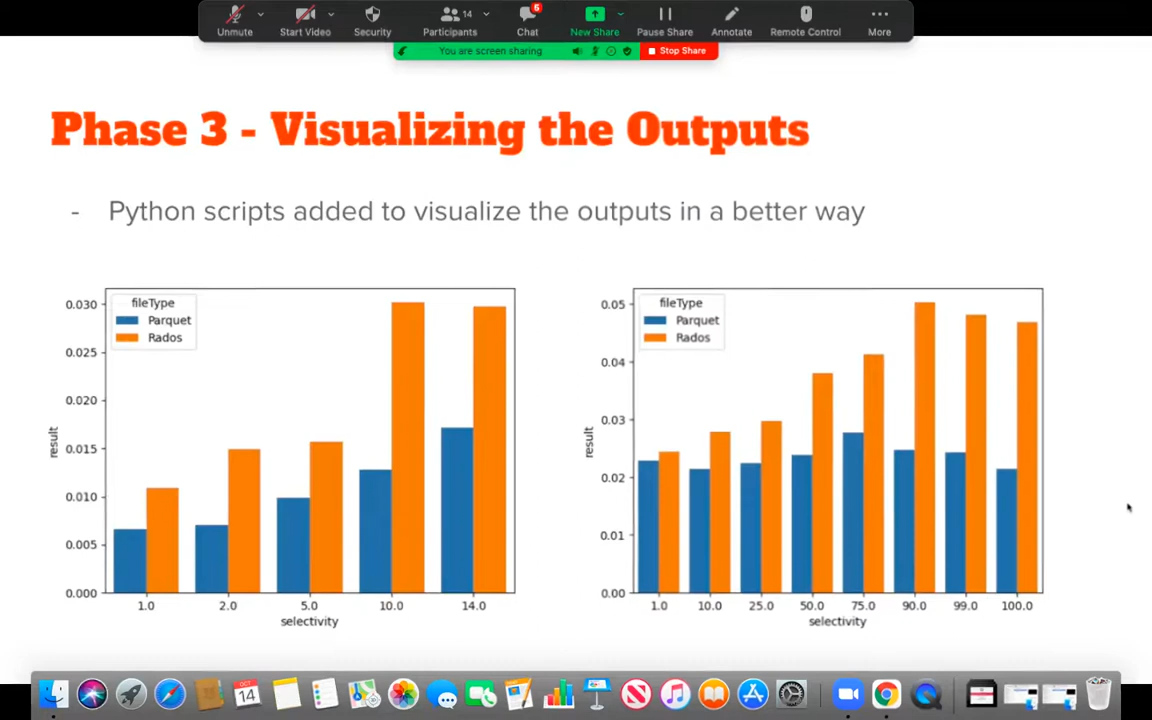 14
5
Unmute Start Video Security Participants Chat New Share Pause Share Annotate Remote Control More
You are screen sharing Stop Share
Phase 3 - Visualizing the Outputs
- Python scripts added to visualize the outputs in a better way
fileType
Parquet
Rados
0.030
0.025
0.020
0.015
0.010
0.005
0.000
result
1.0 2.0 5.0 10.0 14.0
selectivity
fileType
Parquet
Rados
0.05
0.04
0.03
0.02
0.01
0.00
result
1.0 10.0 25.0 50.0 75.0 90.0 99.0 100.0
selectivity
OCT
14